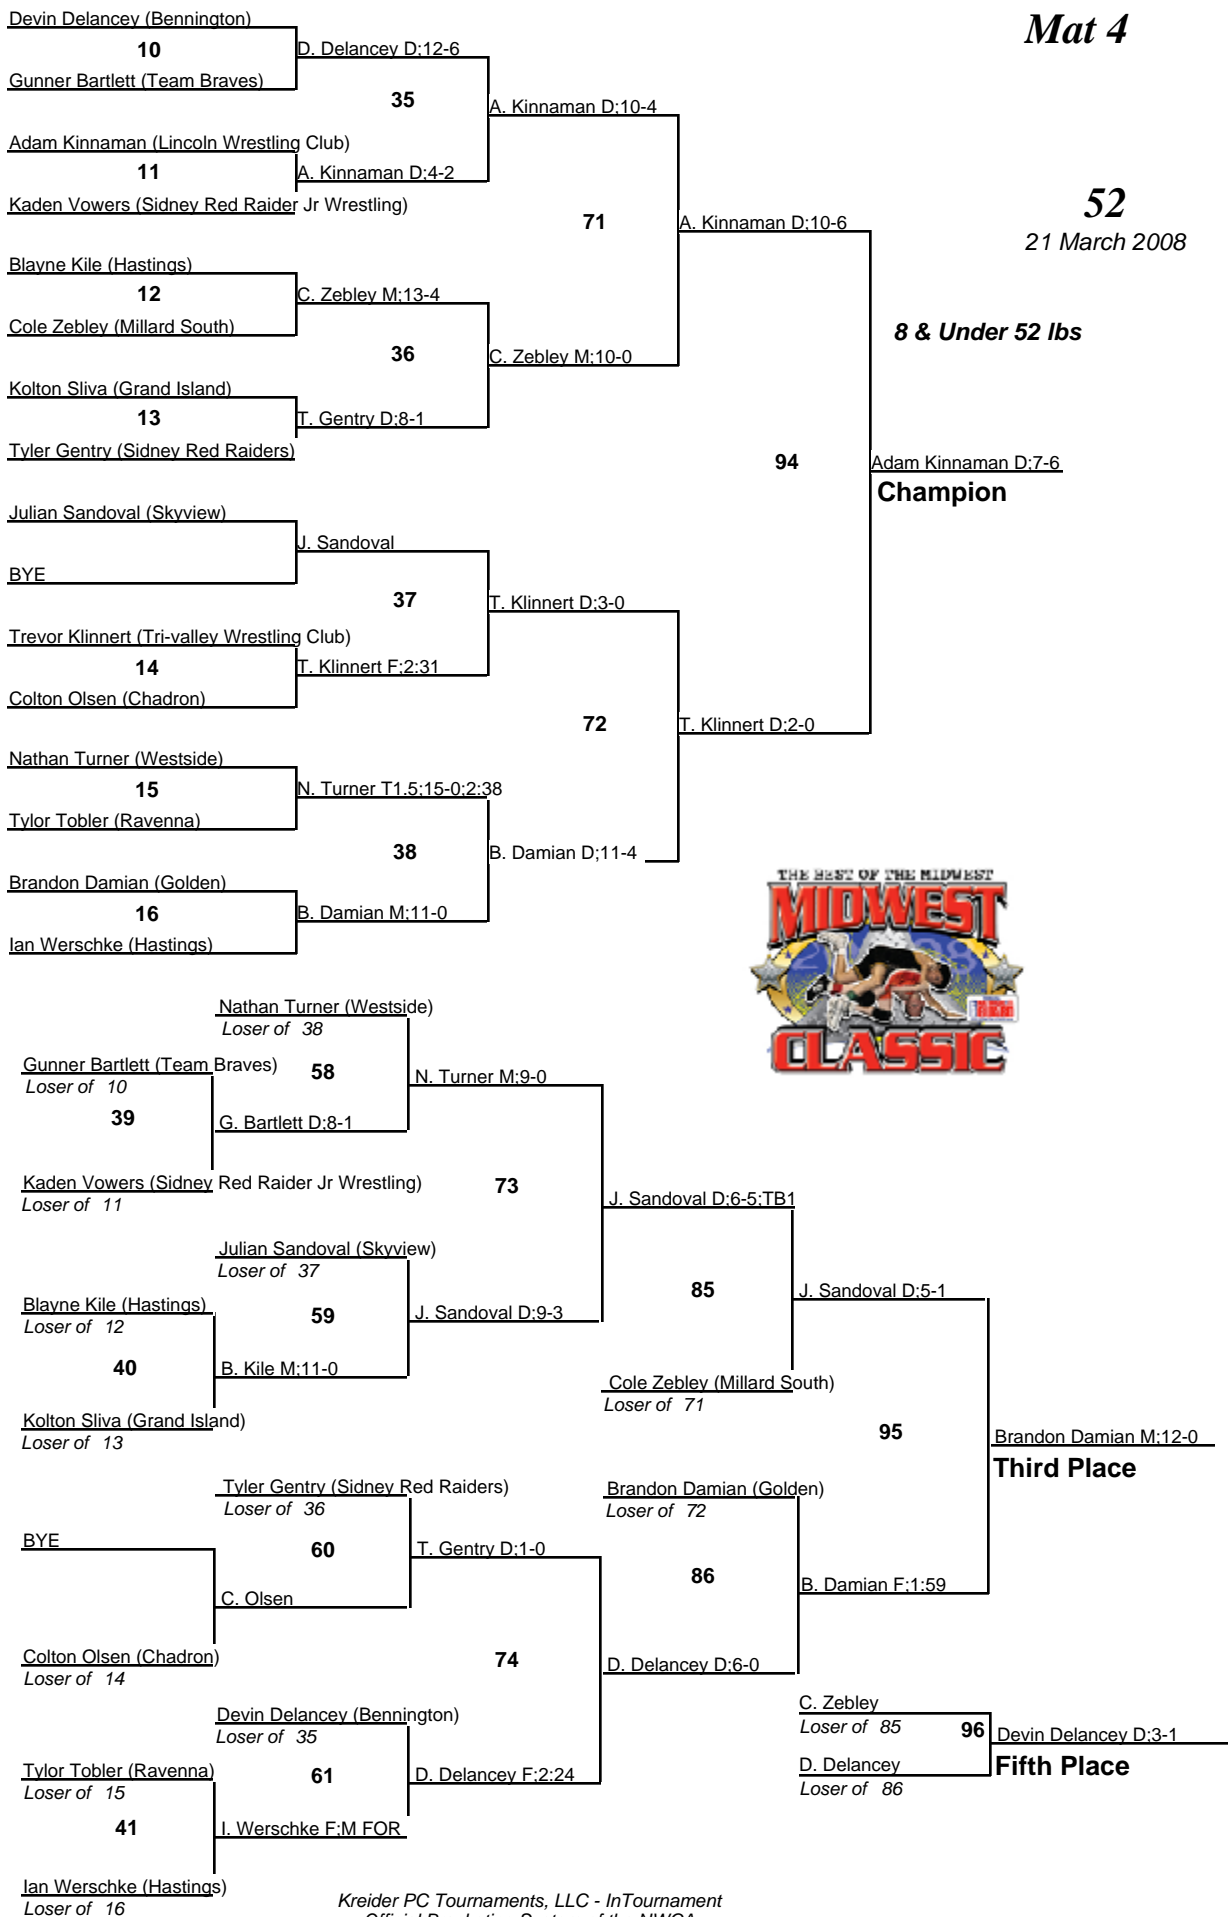 Devin Delancey (Bennington)
10
D. Delancey D;12-6
Gunner Bartlett (Team Braves)
35
A. Kinnaman D;10-4
Adam Kinnaman (Lincoln Wrestling Club)
11
A. Kinnaman D;4-2
Kaden Vowers (Sidney Red Raider Jr Wrestling)
71
A. Kinnaman D;10-6
Blayne Kile (Hastings)
12
C. Zebley M;13-4
Cole Zebley (Millard South)
36
C. Zebley M;10-0
Kolton Sliva (Grand Island)
13
T. Gentry D;8-1
Tyler Gentry (Sidney Red Raiders)
Mat 4
52
21 March 2008
8 & Under 52 lbs
94
Adam Kinnaman D;7-6
Champion
Julian Sandoval (Skyview)
J. Sandoval
BYE
37
T. Klinnert D;3-0
Trevor Klinnert (Tri-valley Wrestling Club)
14
T. Klinnert F;2:31
Colton Olsen (Chadron)
72
T. Klinnert D;2-0
Nathan Turner (Westside)
15
N. Turner T1.5;15-0;2:38
Tylor Tobler (Ravenna)
38
B. Damian D;11-4
Brandon Damian (Golden)
16
B. Damian M;11-0
Ian Werschke (Hastings)
THE BEST OF THE MIDWEST
MIDWEST
CLASSIC
Nathan Turner (Westside)
Loser of 38
Gunner Bartlett (Team Braves)
Loser of 10
58
N. Turner M;9-0
39
G. Bartlett D;8-1
Kaden Vowers (Sidney Red Raider Jr Wrestling)
Loser of 11
73
J. Sandoval D;6-5;TB1
Julian Sandoval (Skyview)
Loser of 37
Blayne Kile (Hastings)
Loser of 12
59
J. Sandoval D;9-3
85
J. Sandoval D;5-1
40
B. Kile M;11-0
Cole Zebley (Millard South)
Loser of 71
Kolton Sliva (Grand Island)
Loser of 13
95
Brandon Damian M;12-0
Third Place
Tyler Gentry (Sidney Red Raiders)
Loser of 36
Brandon Damian (Golden)
Loser of 72
BYE
60
T. Gentry D;1-0
86
B. Damian F;1:59
C. Olsen
Colton Olsen (Chadron)
Loser of 14
74
D. Delancey D;6-0
Devin Delancey (Bennington)
Loser of 35
C. Zebley
Loser of 85
96
Devin Delancey D;3-1
Fifth Place
D. Delancey
Loser of 86
Tylor Tobler (Ravenna)
Loser of 15
61
D. Delancey F;2:24
41
I. Werschke F;M FOR
Ian Werschke (Hastings)
Loser of 16
Kreider PC Tournaments, LLC - InTournament